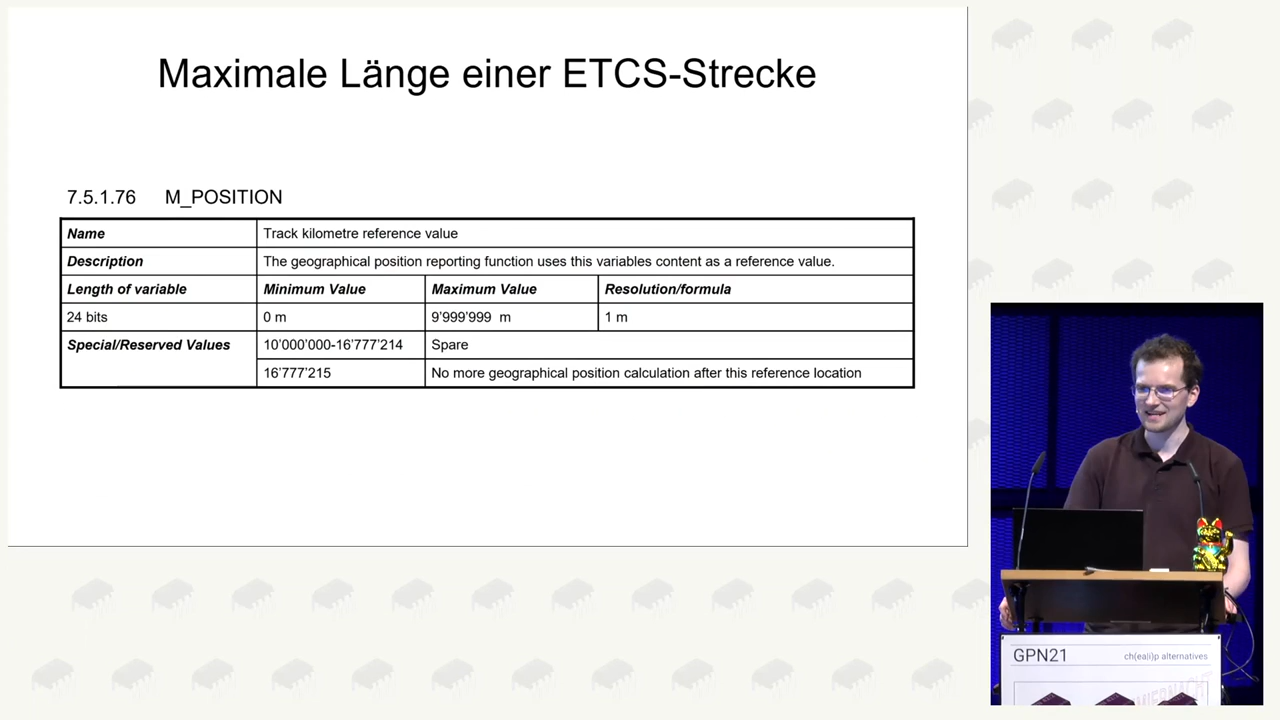 Maximale Länge einer ETCS-Strecke
7.5.1.76 M_POSITION
Name Track kilometre reference value
Description The geographical position reporting function uses this variables content as a reference value.
Length of variable Minimum Value Maximum Value Resolution/formula
24 bits 0 m 9'999'999 m 1 m
Special/Reserved Values 10'000'000-16'777'214 Spare
16'777'215 No more geographical position calculation after this reference location
GPN21 ch(ea|i)p alternatives